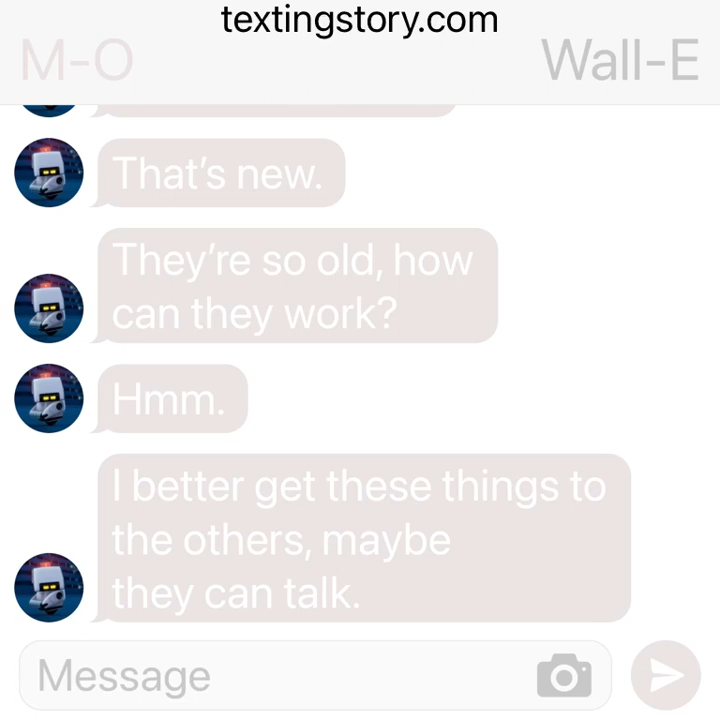 textingstory.com
M-O
Wall-E
That's new.
They're so old, how
can they work?
Hmm.
I better get these things to
the others, maybe
they can talk.
Message